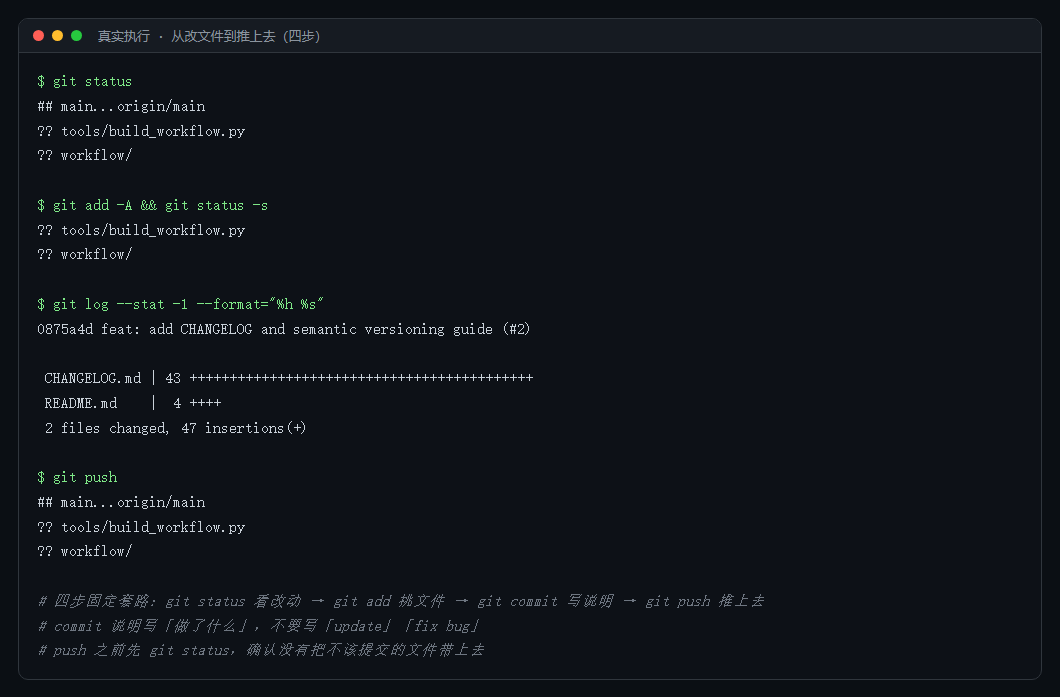 真实执行 · 从改文件到推上去（四步）
$ git status
## main...origin/main
?? tools/build_workflow.py
?? workflow/
$ git add -A && git status -s
?? tools/build_workflow.py
?? workflow/
$ git log --stat -1 --format="%h %s"
0875a4d feat: add CHANGELOG and semantic versioning guide (#2)
CHANGELOG.md | 43 +++++++++++++++++++++++++++++++++++++++++++
README.md    |  4 ++++
2 files changed, 47 insertions(+)
$ git push
## main...origin/main
?? tools/build_workflow.py
?? workflow/
# 四步固定套路: git status 看改动 → git add 挑文件 → git commit 写说明 → git push 推上去
# commit 说明写「做了什么」, 不要写「update」「fix bug」
# push 之前先 git status, 确认没有把不该提交的文件带上去